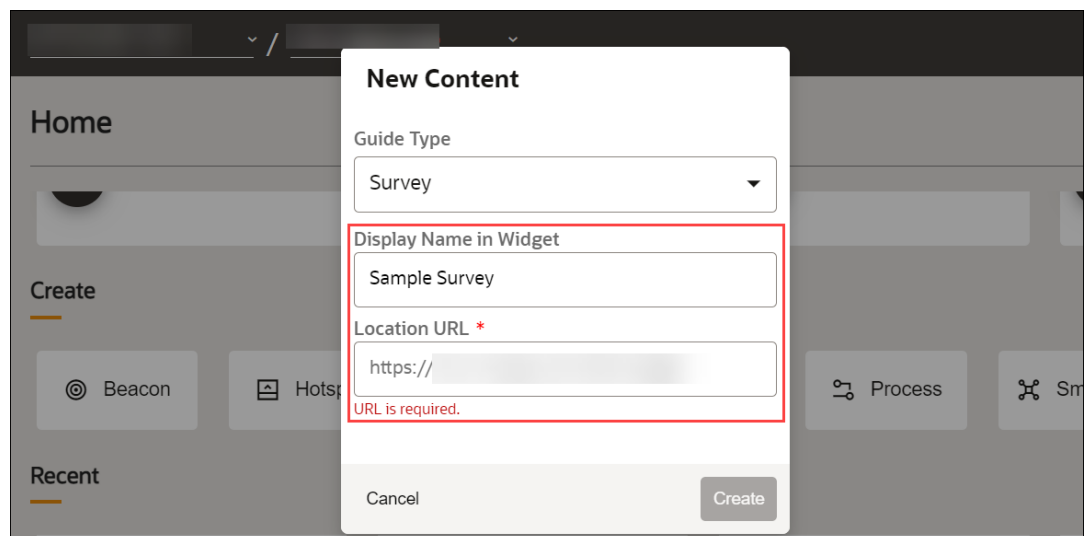 /
New Content
Home
Guide Type
Survey
Display Name in Widget
Sample Survey
Create
Location URL *
https://
Beacon
Hotsp
Process
Sm
URL is required.
Recent
Cancel
Create